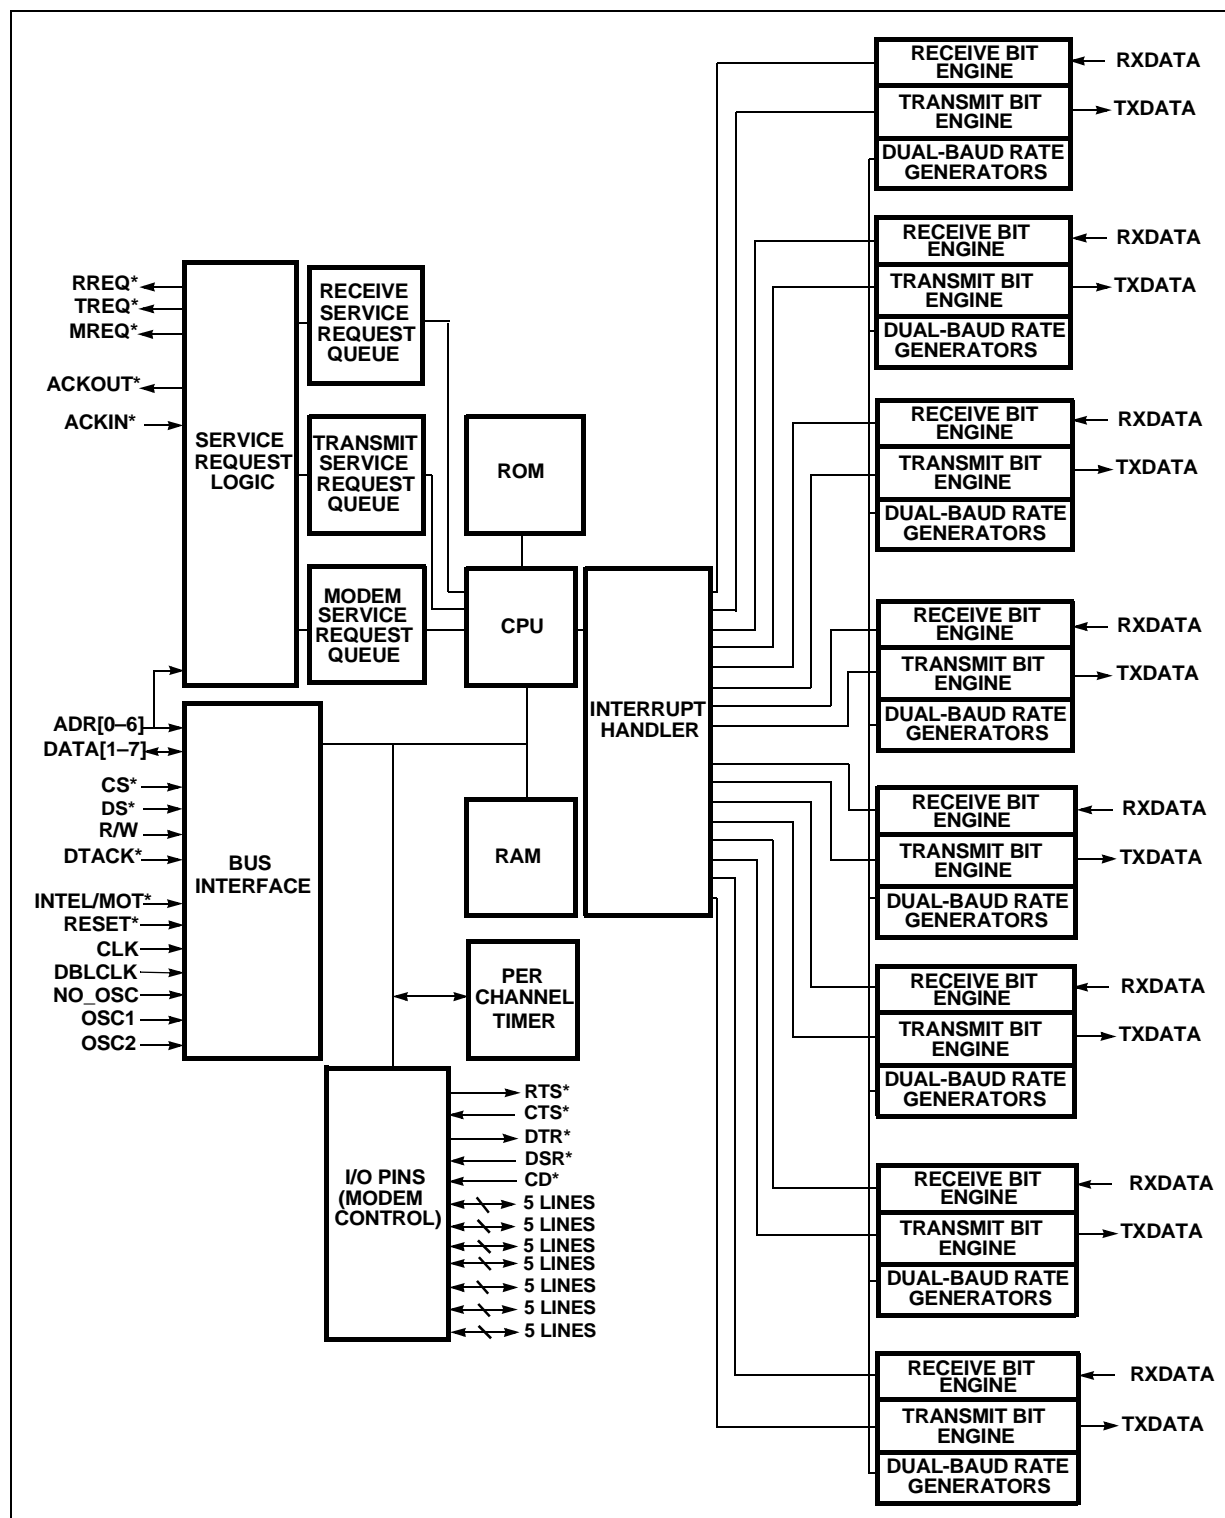 RREQ*
TREQ*
MREQ*
ACKOUT*
ACKIN*
SERVICE
REQUEST
LOGIC
RECEIVE
SERVICE
REQUEST
QUEUE
TRANSMIT
SERVICE
REQUEST
QUEUE
MODEM
SERVICE
REQUEST
QUEUE
ROM
CPU
RAM
INTERRUPT
HANDLER
ADR[0–6]
DATA[1–7]
CS*
DS*
R/W
DTACK*
INTEL/MOT*
RESET*
CLK
DBLCLK
NO_OSC
OSC1
OSC2
BUS
INTERFACE
PER
CHANNEL
TIMER
I/O PINS
(MODEM
CONTROL)
RTS*
CTS*
DTR*
DSR*
CD*
5 LINES
5 LINES
5 LINES
5 LINES
5 LINES
5 LINES
5 LINES
RECEIVE BIT
ENGINE
RXDATA
TRANSMIT BIT
ENGINE
TXDATA
DUAL-BAUD RATE
GENERATORS
RECEIVE BIT
ENGINE
RXDATA
TRANSMIT BIT
ENGINE
TXDATA
DUAL-BAUD RATE
GENERATORS
RECEIVE BIT
ENGINE
RXDATA
TRANSMIT BIT
ENGINE
TXDATA
DUAL-BAUD RATE
GENERATORS
RECEIVE BIT
ENGINE
RXDATA
TRANSMIT BIT
ENGINE
TXDATA
DUAL-BAUD RATE
GENERATORS
RECEIVE BIT
ENGINE
RXDATA
TRANSMIT BIT
ENGINE
TXDATA
DUAL-BAUD RATE
GENERATORS
RECEIVE BIT
ENGINE
RXDATA
TRANSMIT BIT
ENGINE
TXDATA
DUAL-BAUD RATE
GENERATORS
RECEIVE BIT
ENGINE
RXDATA
TRANSMIT BIT
ENGINE
TXDATA
DUAL-BAUD RATE
GENERATORS
RECEIVE BIT
ENGINE
RXDATA
TRANSMIT BIT
ENGINE
TXDATA
DUAL-BAUD RATE
GENERATORS